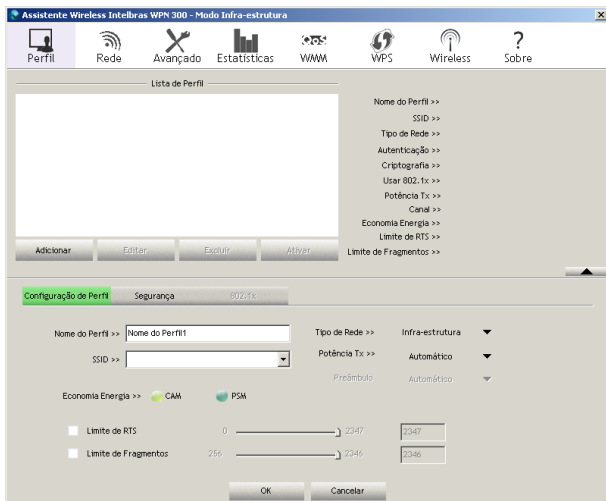 Assistente Wireless Intelbras WPN 300 - Modo Infra-estrutura
Perfil Rede Avançado Estatísticas QoS WMM WPS Wireless ? Sobre
Lista de Perfil
Nome do Perfil >>
SSID >>
Tipo de Rede >>
Autenticação >>
Criptografia >>
Usar 802.1x >>
Potência Tx >>
Canal >>
Economia Energia >>
Limite de RTS >>
Limite de Fragmentos >>
Adicionar Editar Excluir Ativar
Configuração de Perfil Segurança 802.1x
Nome do Perfil >> Nome do Perfil1 Tipo de Rede >> Infra-estrutura
SSID >> Potência Tx >> Automático
Preâmbulo Automático
Economia Energia >> CAM PSM
Limite de RTS 0 2347 2347
Limite de Fragmentos 256 2346 2346
OK Cancelar